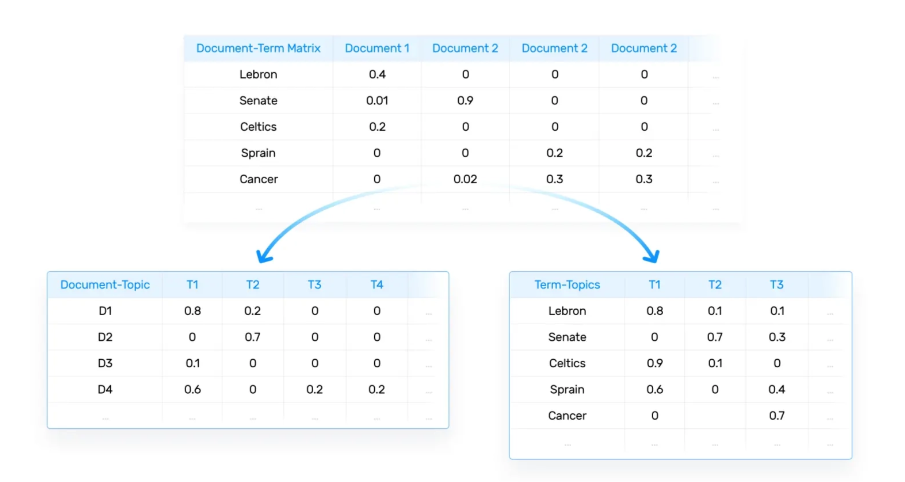 Document-Term Matrix Document 1 Document 2 Document 2 Document 2
Lebron 0.4 0 0 0 ...
Senate 0.01 0.9 0 0 ...
Celtics 0.2 0 0 0 ...
Sprain 0 0 0.2 0.2 ...
Cancer 0 0.02 0.3 0.3 ...
... ... ... ... ... ...
Document-Topic T1 T2 T3 T4
D1 0.8 0.2 0 0 ...
D2 0 0.7 0 0 ...
D3 0.1 0 0 0 ...
D4 0.6 0 0.2 0.2 ...
... ... ... ... ... ...
Term-Topics T1 T2 T3
Lebron 0.8 0.1 0.1 ...
Senate 0 0.7 0.3 ...
Celtics 0.9 0.1 0 ...
Sprain 0.6 0 0.4 ...
Cancer 0 0.7 ...
... ... ... ... ...